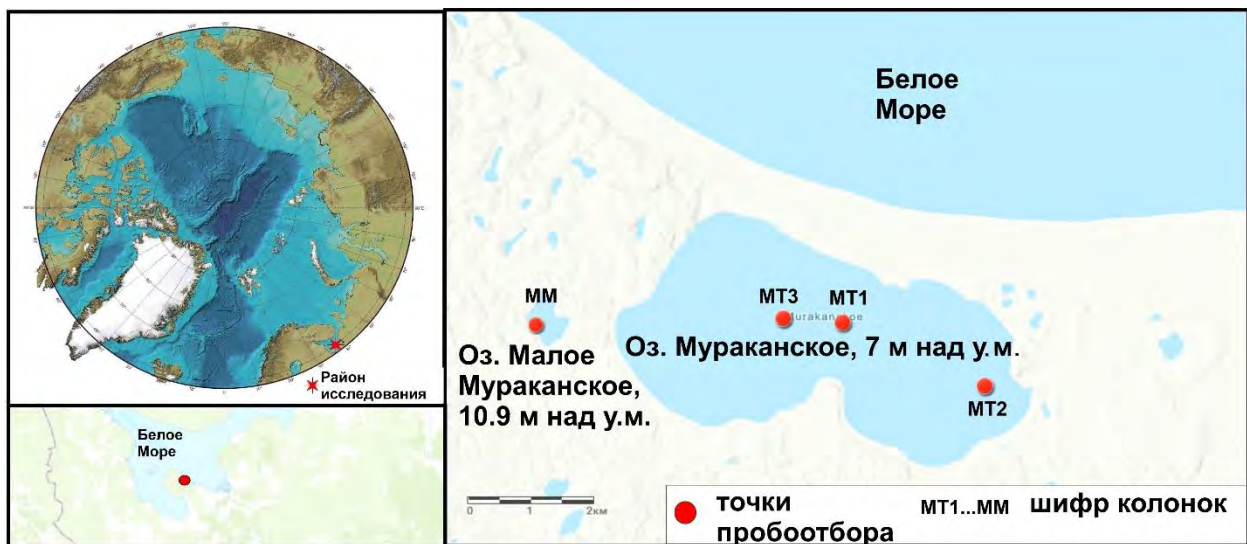 Район
исследования
Белое
Море
Белое
Море
ММ
МТ3
МТ1
Оз. Малое
Мураканское,
10.9 м над у.м.
Оз. Мураканское, 7 м над у.м.
МТ2
0 1 2км
точки
пробоотбора
МТ1...ММ шифр колонок